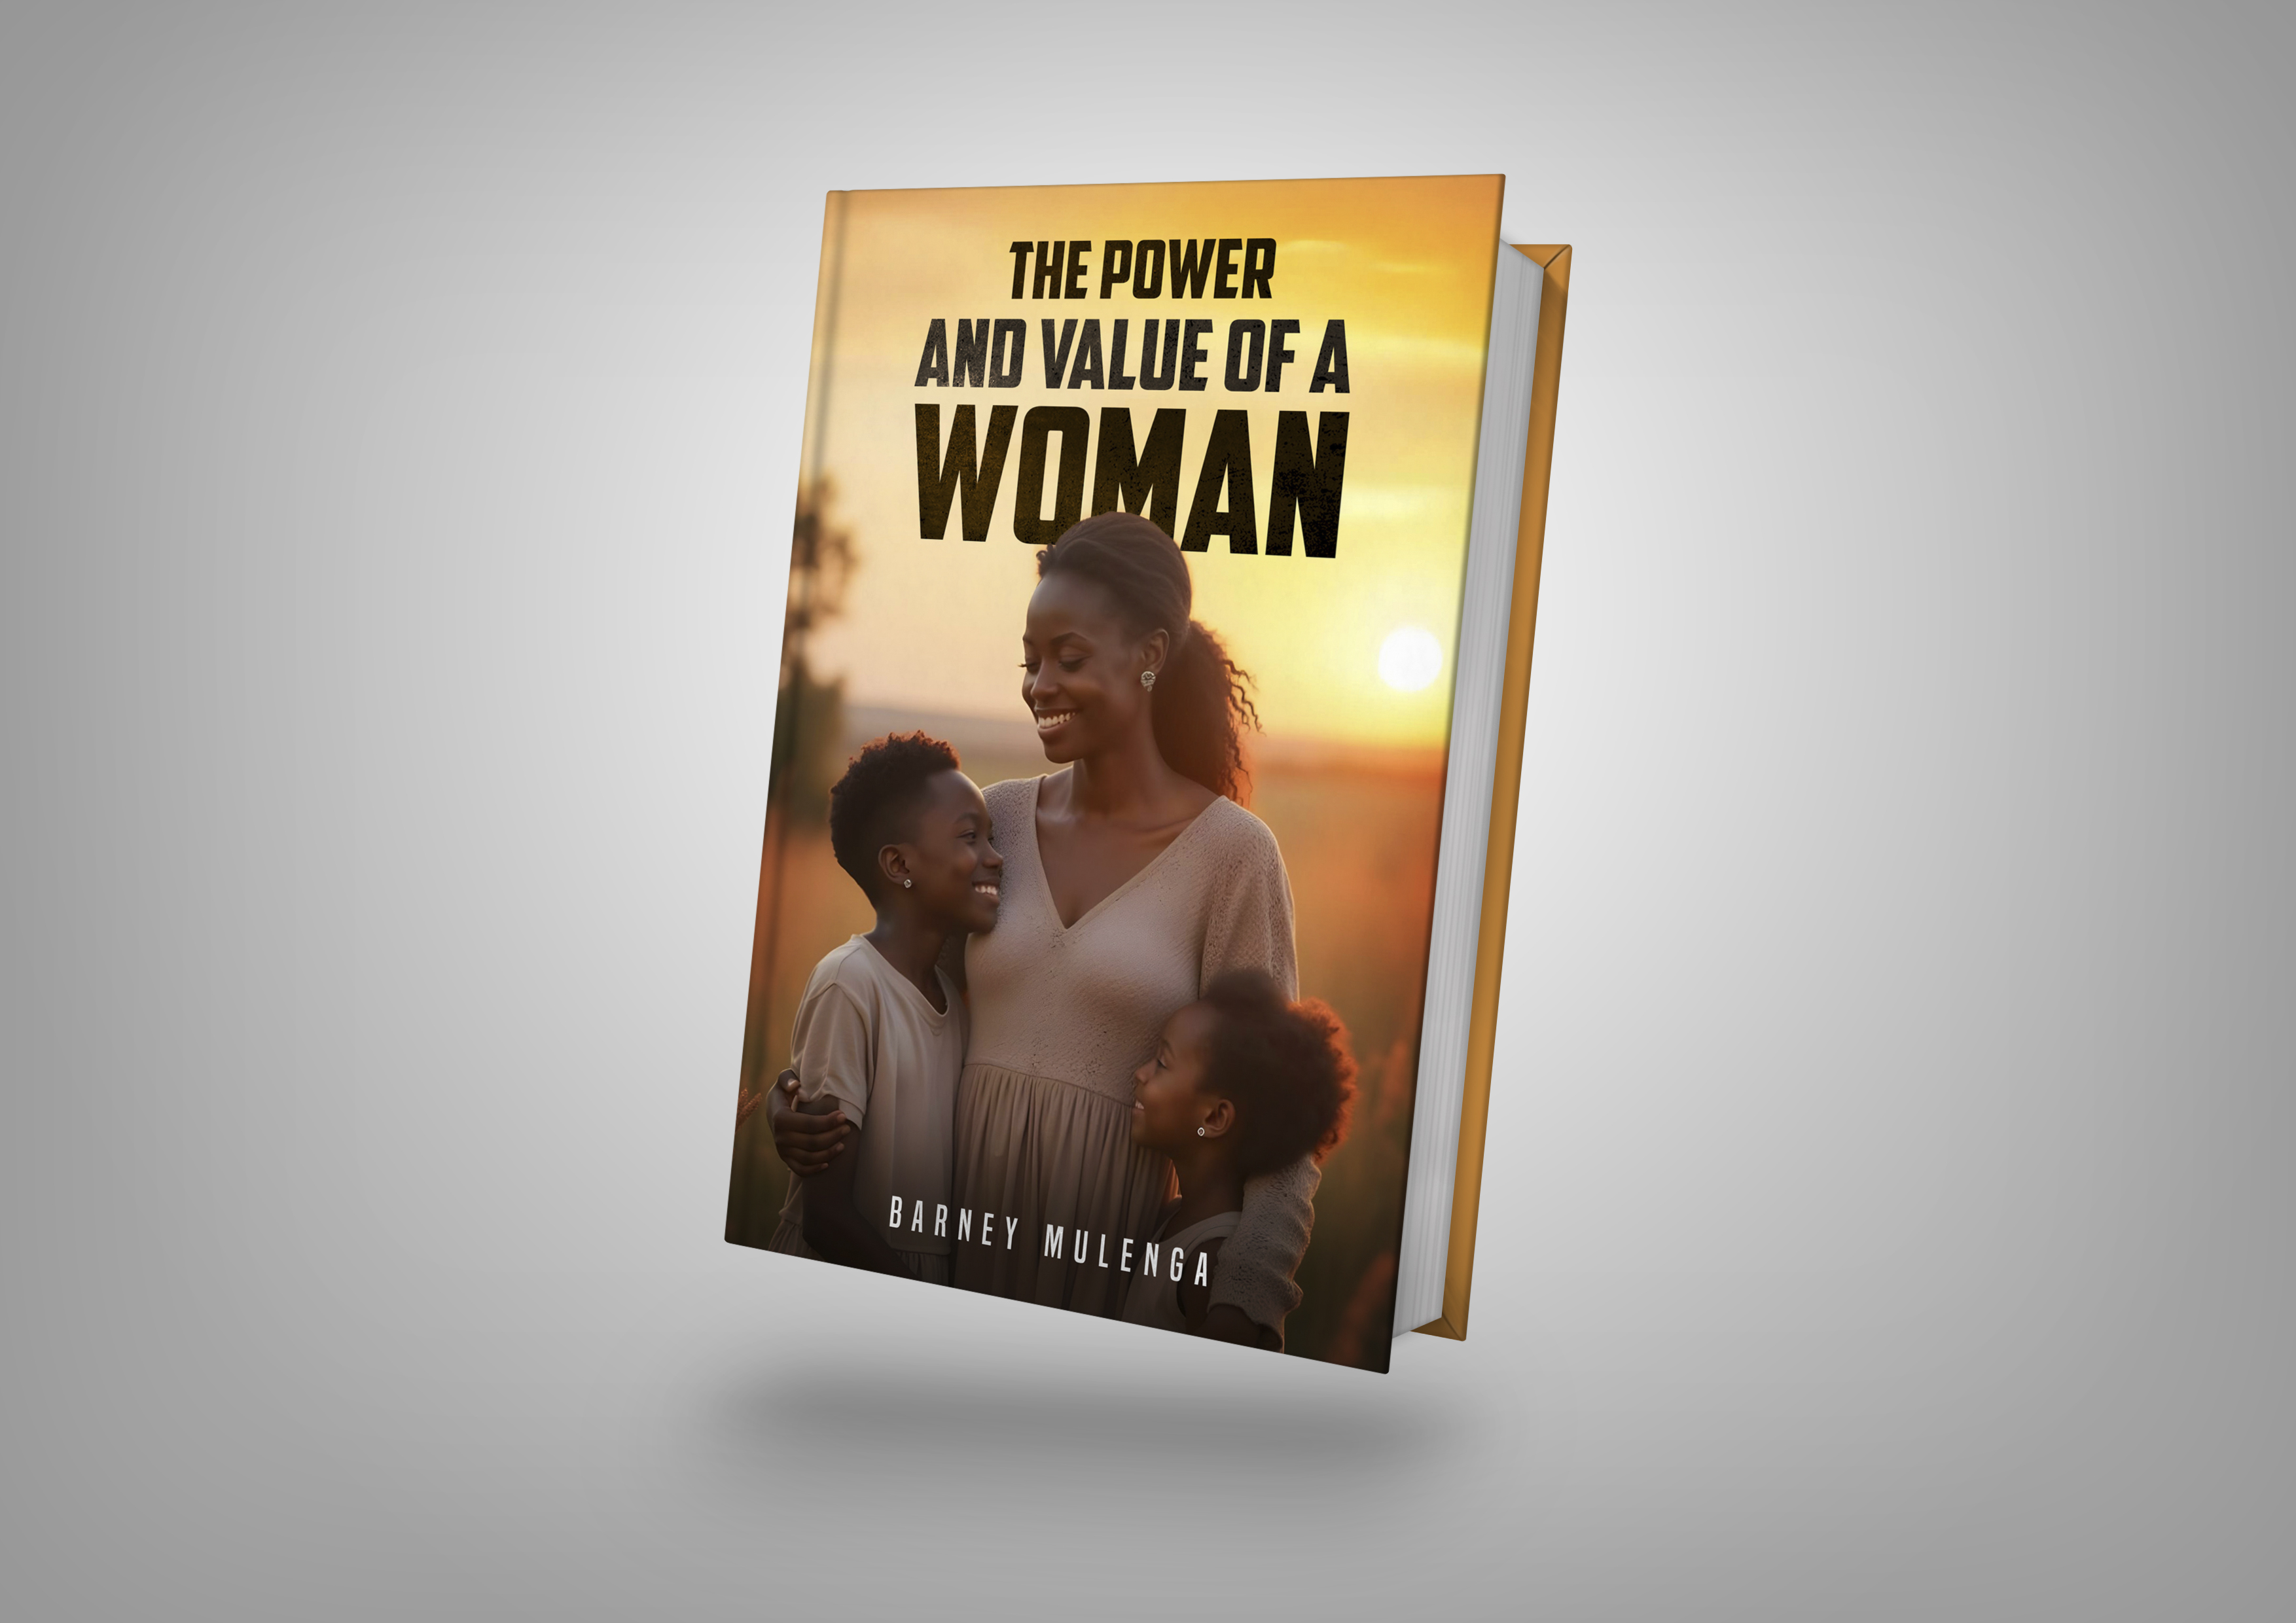 THE POWER
AND VALUE OF A
WOMAN
BARNEY MULENGA